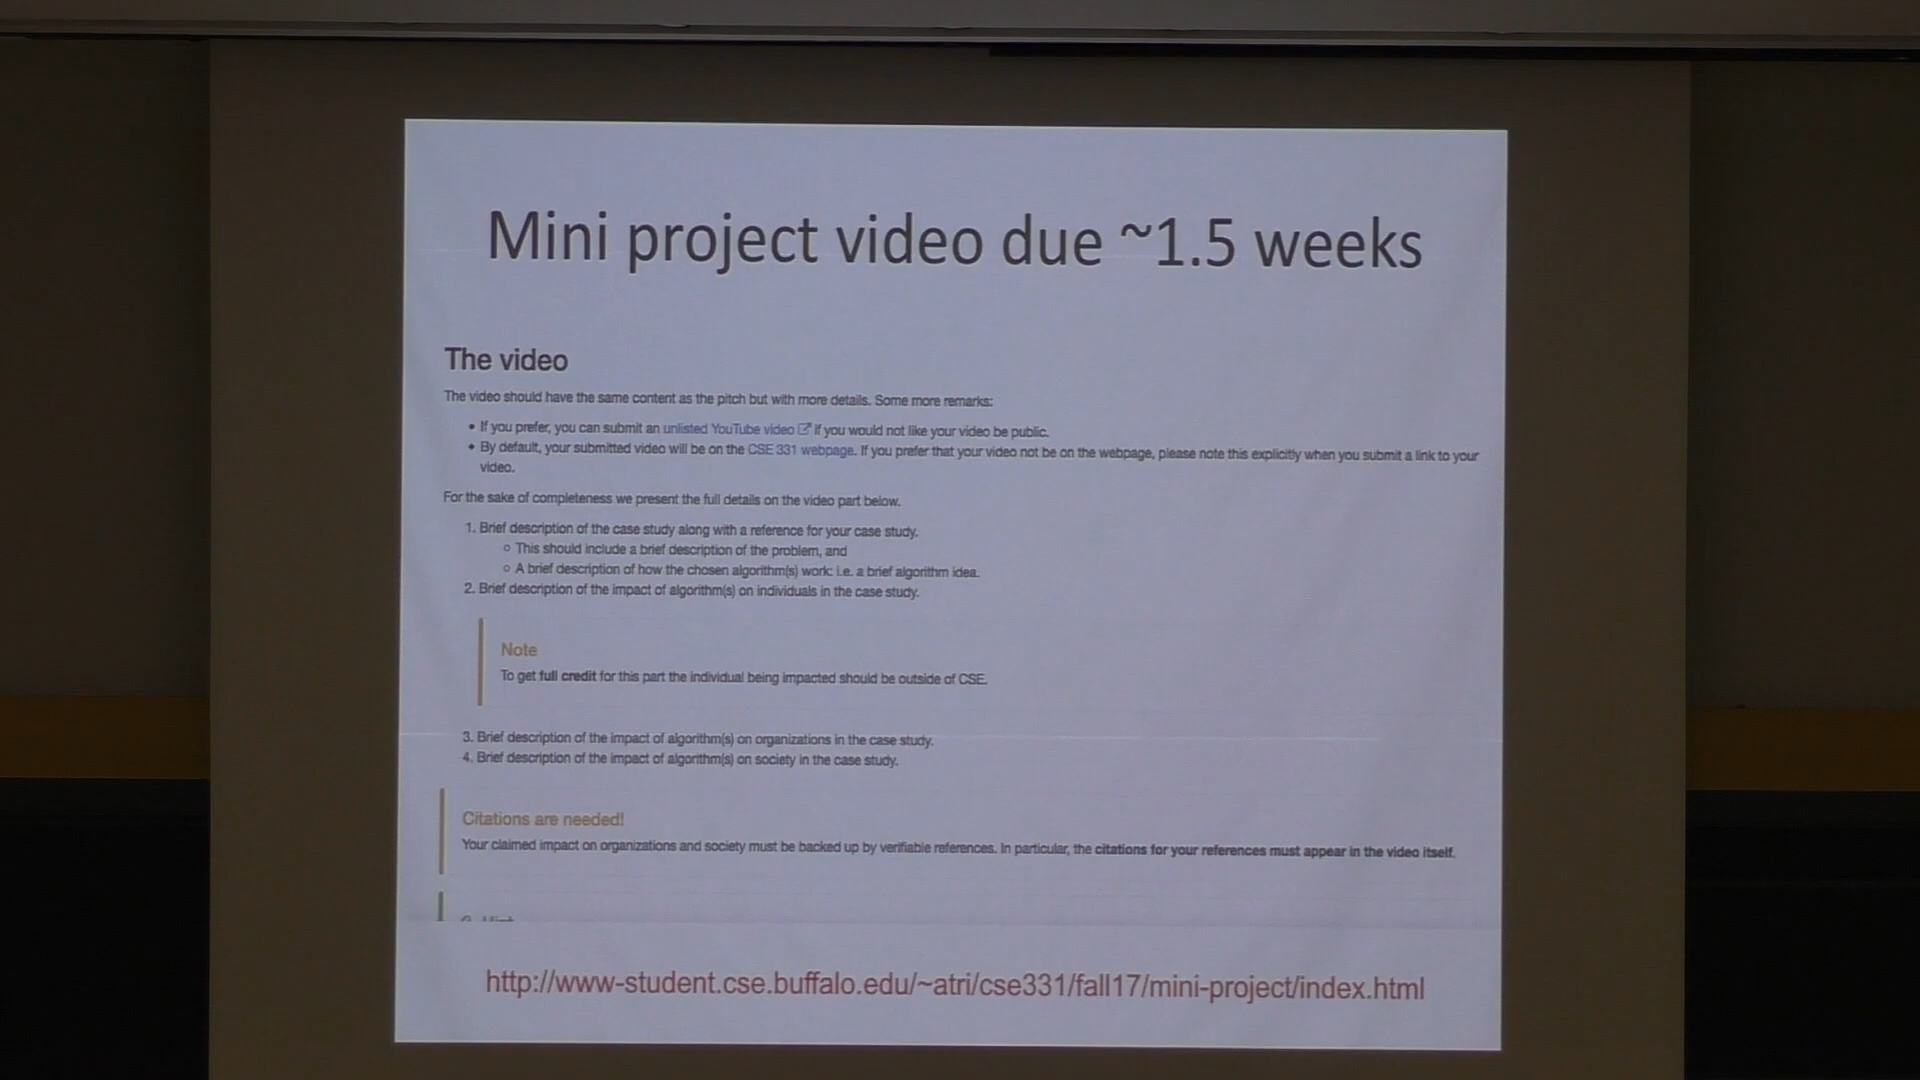 Mini project video due ~1.5 weeks
The video
The video should have the same content as the pitch but with more details. Some more remarks:
• If you prefer, you can submit an unlisted YouTube video if you would not like your video be public.
• By default, your submitted video will be on the CSE 331 webpage. If you prefer that your video not be on the webpage, please note this explicitly when you submit a link to your
video.
For the sake of completeness we present the full details on the video part below.
1. Brief description of the case study along with a reference for your case study.
○ This should include a brief description of the problem, and
○ A brief description of how the chosen algorithm(s) work: i.e. a brief algorithm idea.
2. Brief description of the impact of algorithm(s) on individuals in the case study.
Note
To get full credit for this part the individual being impacted should be outside of CSE.
3. Brief description of the impact of algorithm(s) on organizations in the case study.
4. Brief description of the impact of algorithm(s) on society in the case study.
Citations are needed!
Your claimed impact on organizations and society must be backed up by verifiable references. In particular, the citations for your references must appear in the video itself.
http://www-student.cse.buffalo.edu/~atri/cse331/fall17/mini-project/index.html